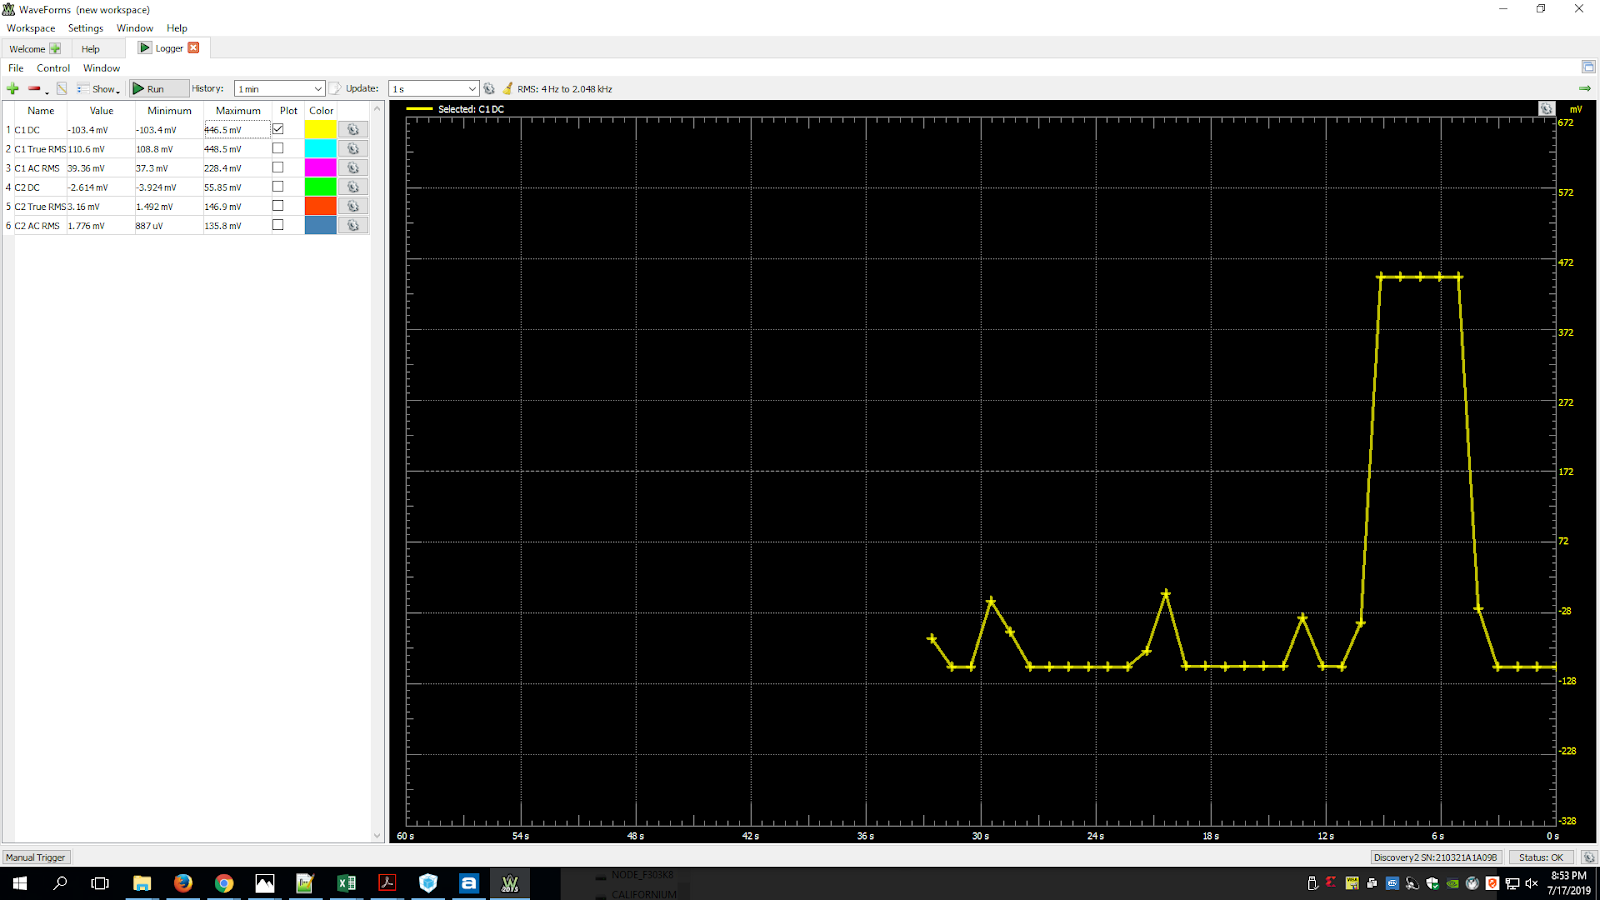 WaveForms (new workspace)
Workspace Settings Window Help
Welcome Help Logger
File Control Window
Show Run History: 1 min Update: 1 s RMS: 4 Hz to 2.048 kHz
Name Value Minimum Maximum Plot Color
1 C1 DC -103.4 mV -103.4 mV 446.5 mV
2 C1 True RMS 110.6 mV 108.8 mV 448.5 mV
3 C1 AC RMS 39.36 mV 37.3 mV 228.4 mV
4 C2 DC -2.614 mV -3.924 mV 55.85 mV
5 C2 True RMS 3.16 mV 1.492 mV 146.9 mV
6 C2 AC RMS 1.776 mV 887 uV 135.8 mV
Selected: C1 DC
mV
672
572
472
372
272
172
72
-28
-128
-228
-328
60 s 54 s 48 s 42 s 36 s 30 s 24 s 18 s 12 s 6 s 0 s
Manual Trigger Discovery2 SN:210321A1A09B Status: OK
NODE_F303K8
CALIFORNIUM
2015
8:53 PM
7/17/2019